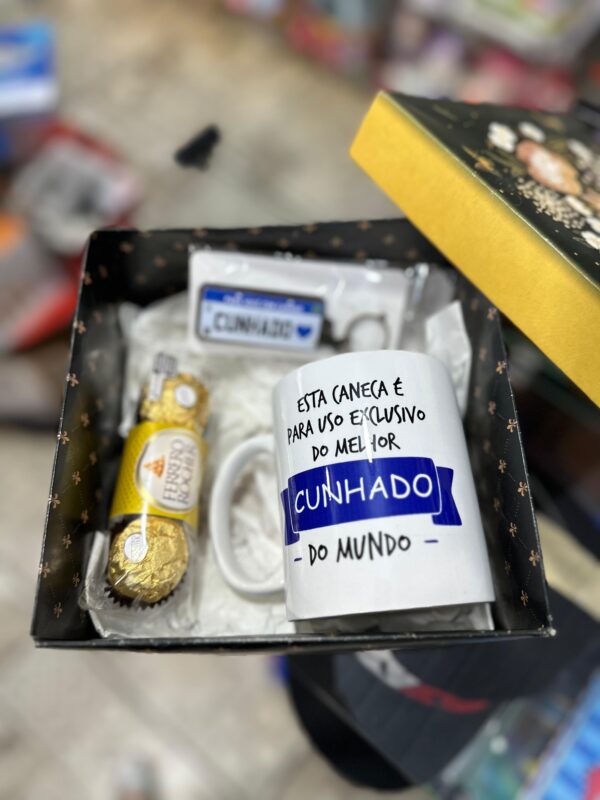 CUNHADO
FERRERO
ROCHER
ESTA CANECA É
PARA USO EXCLUSIVO
DO MELHOR
CUNHADO
- DO MUNDO -